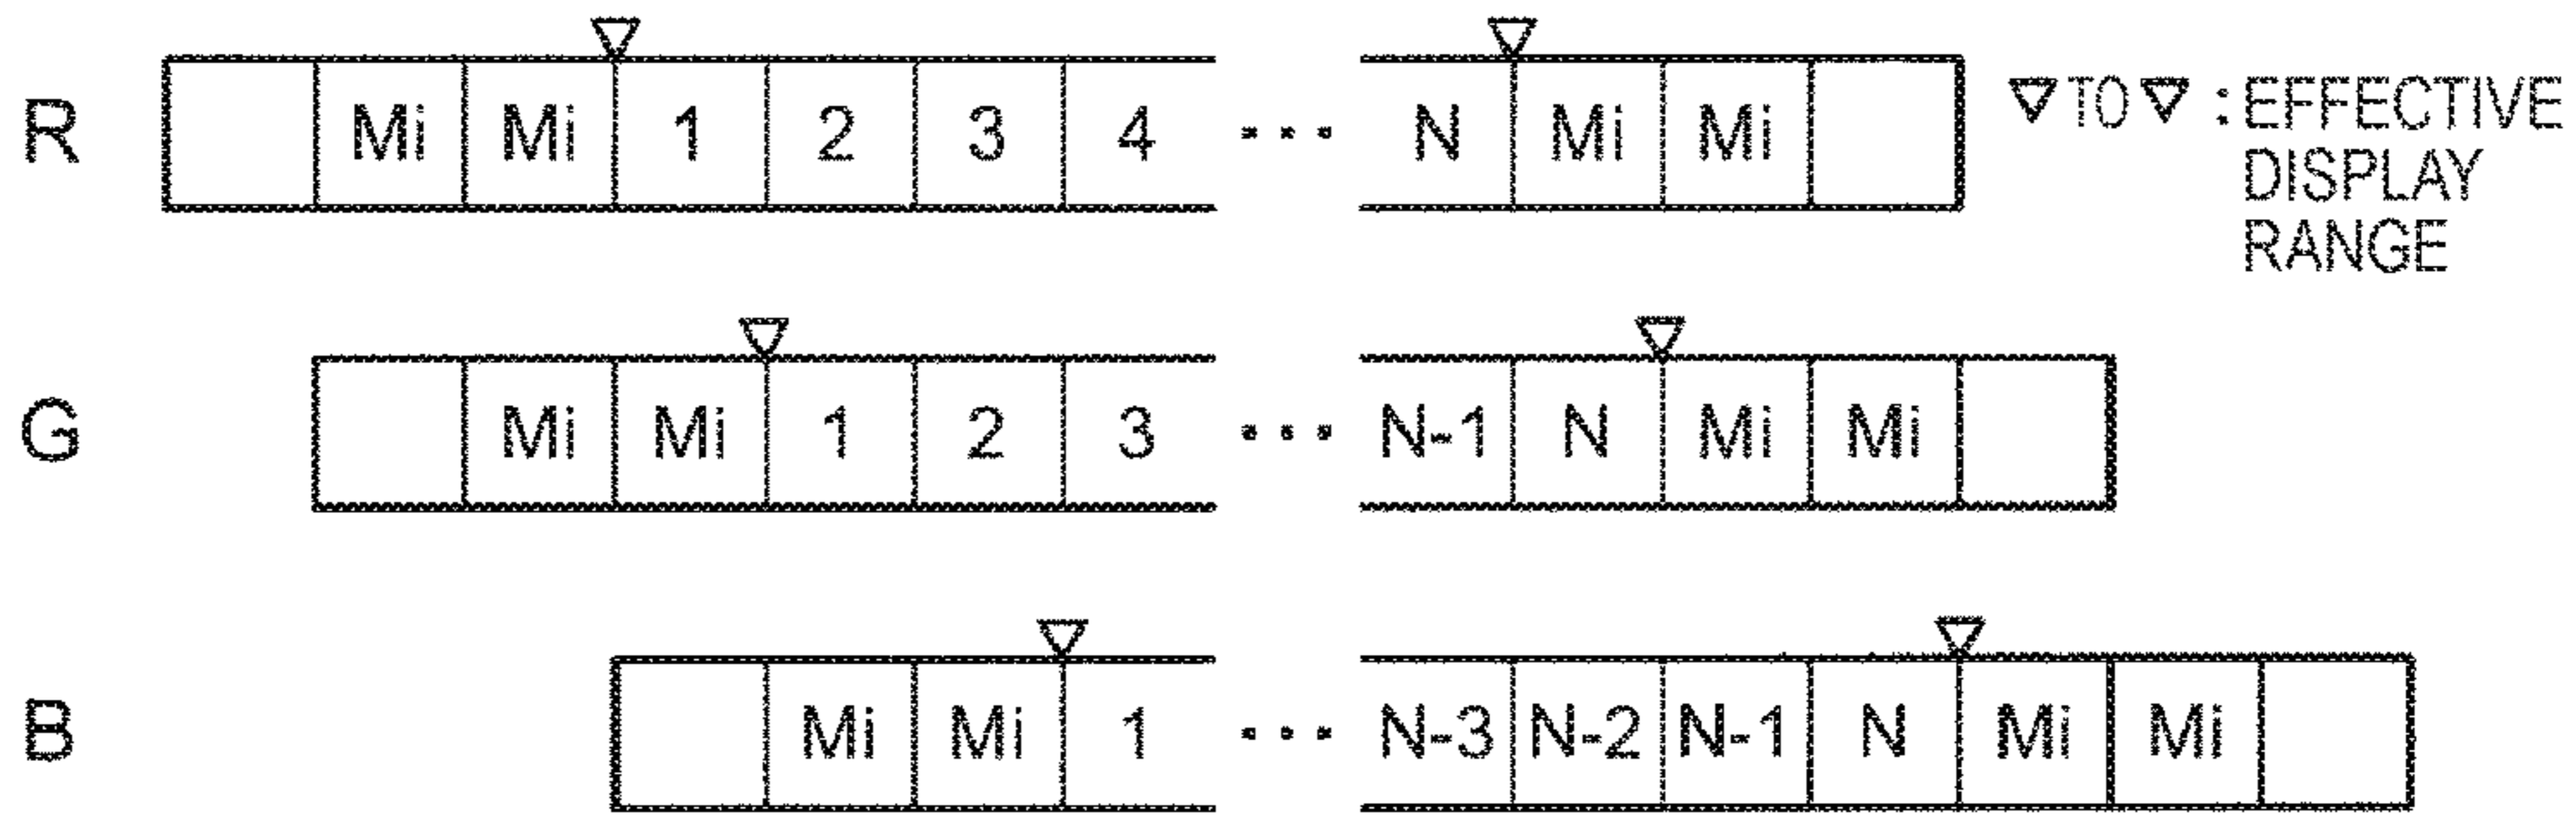 R Mi Mi 1 2 3 4 ... N Mi Mi
▽ TO ▽ : EFFECTIVE
DISPLAY
RANGE
G Mi Mi 1 2 3 ... N-1 N Mi Mi
B Mi Mi 1 ... N-3 N-2 N-1 N Mi Mi